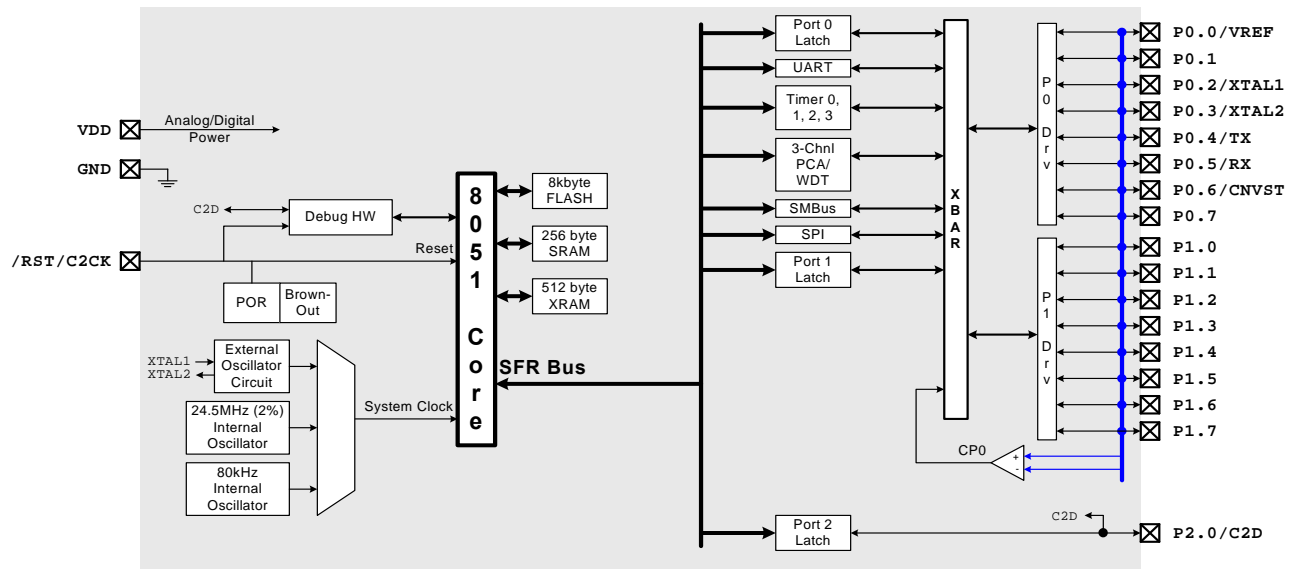 VDD
Analog/Digital
Power
GND
C2D
Debug HW
/RST/C2CK
Reset
POR
Brown-
Out
XTAL1
XTAL2
External
Oscillator
Circuit
24.5MHz (2%)
Internal
Oscillator
80kHz
Internal
Oscillator
System Clock
8
0
5
1
C
o
r
e
8kbyte
FLASH
256 byte
SRAM
512 byte
XRAM
SFR Bus
Port 0
Latch
UART
Timer 0,
1, 2, 3
3-Chnl
PCA/
WDT
SMBus
SPI
Port 1
Latch
Port 2
Latch
X
B
A
R
CP0
+
-
P
0
D
r
v
P
1
D
r
v
C2D
P0.0/VREF
P0.1
P0.2/XTAL1
P0.3/XTAL2
P0.4/TX
P0.5/RX
P0.6/CNVST
P0.7
P1.0
P1.1
P1.2
P1.3
P1.4
P1.5
P1.6
P1.7
P2.0/C2D